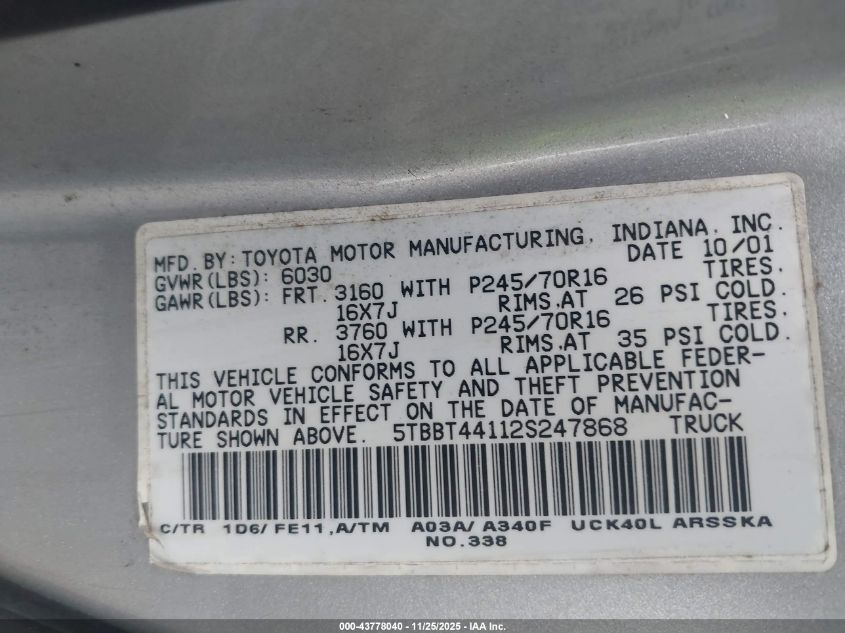 MFD. BY: TOYOTA MOTOR MANUFACTURING, INDIANA, INC.
GVWR(LBS): 6030 DATE 10/01
GAWR(LBS): FRT. 3160 WITH P245/70R16 TIRES.
16X7J RIMS.AT 26 PSI COLD.
RR. 3760 WITH P245/70R16 TIRES.
16X7J RIMS.AT 35 PSI COLD.
THIS VEHICLE CONFORMS TO ALL APPLICABLE FEDER-
AL MOTOR VEHICLE SAFETY AND THEFT PREVENTION
STANDARDS IN EFFECT ON THE DATE OF MANUFAC-
TURE SHOWN ABOVE. 5TBBT44112S247868 TRUCK
C/TR 1D6/ FE11,A/TM A03A/ A340F UCK40L ARSSKA
NO.338
000-43778040 - 11/25/2025 - IAA Inc.